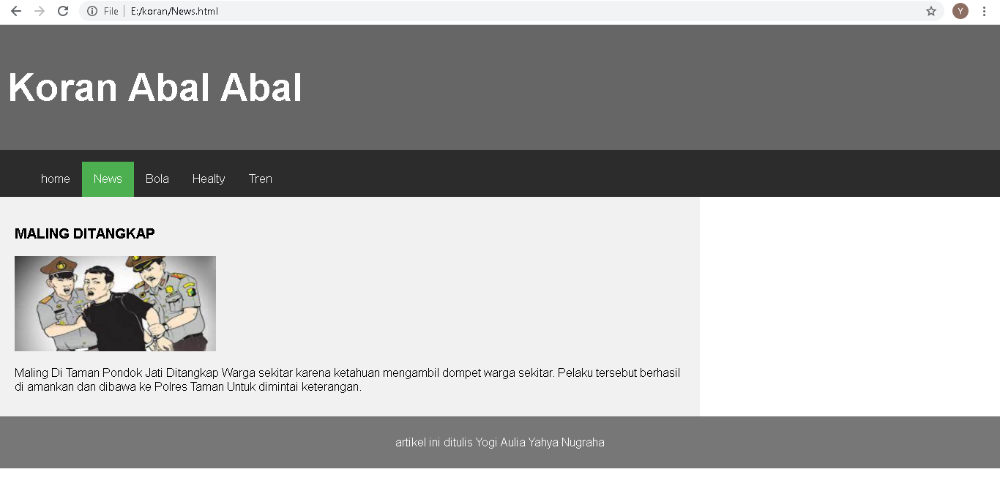 File E:/koran/News.html
Y
Koran Abal Abal
home News Bola Healty Tren
MALING DITANGKAP
Maling Di Taman Pondok Jati Ditangkap Warga sekitar karena ketahuan mengambil dompet warga sekitar. Pelaku tersebut berhasil
di amankan dan dibawa ke Polres Taman Untuk dimintai keterangan.
artikel ini ditulis Yogi Aulia Yahya Nugraha